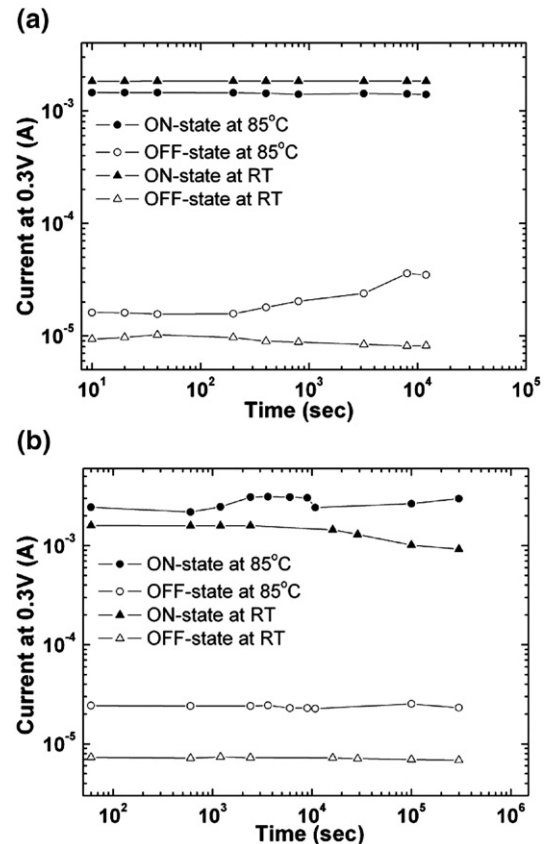 (a)
10⁻³
10⁻⁴
10⁻⁵
Current at 0.3V (A)
ON-state at 85°C
OFF-state at 85°C
ON-state at RT
OFF-state at RT
10¹ 10² 10³ 10⁴ 10⁵
Time (sec)
(b)
10⁻³
10⁻⁴
10⁻⁵
Current at 0.3V (A)
ON-state at 85°C
OFF-state at 85°C
ON-state at RT
OFF-state at RT
10² 10³ 10⁴ 10⁵ 10⁶
Time (sec)